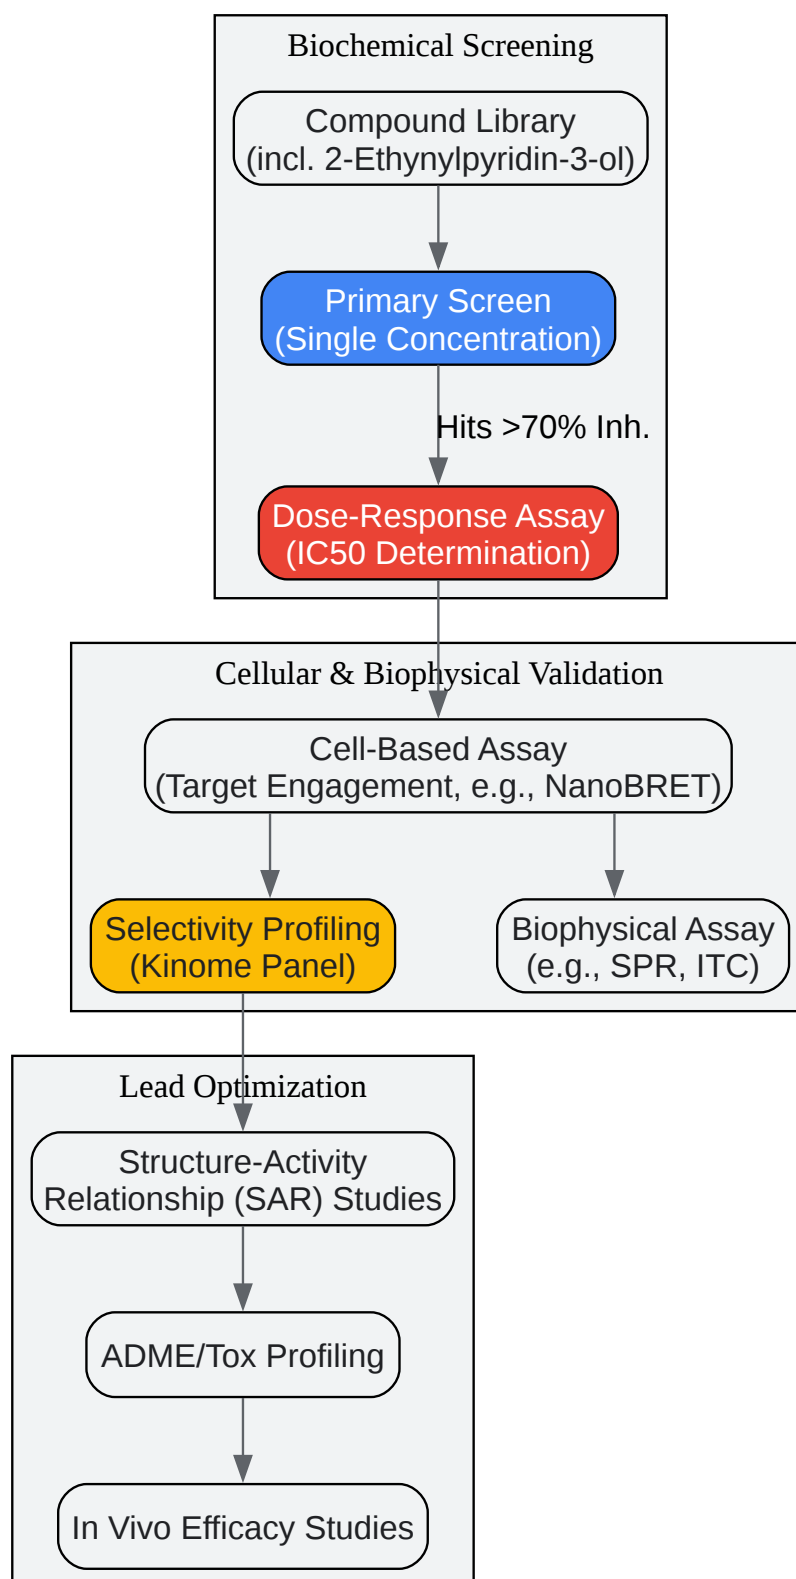 Biochemical Screening
Compound Library
(incl. 2-Ethynylpyridin-3-ol)
Primary Screen
(Single Concentration)
Hits >70% Inh.
Dose-Response Assay
(IC50 Determination)
Cellular & Biophysical Validation
Cell-Based Assay
(Target Engagement, e.g., NanoBRET)
Selectivity Profiling
(Kinome Panel)
Biophysical Assay
(e.g., SPR, ITC)
Lead Optimization
Structure-Activity
Relationship (SAR) Studies
ADME/Tox Profiling
In Vivo Efficacy Studies